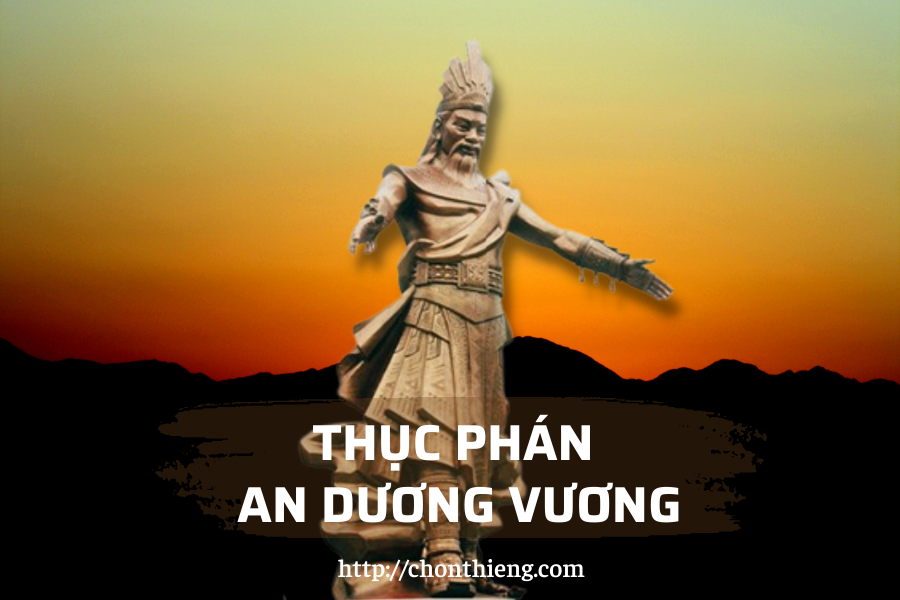 THỤC PHÁN
AN DƯƠNG VƯƠNG
http://chonthieng.com